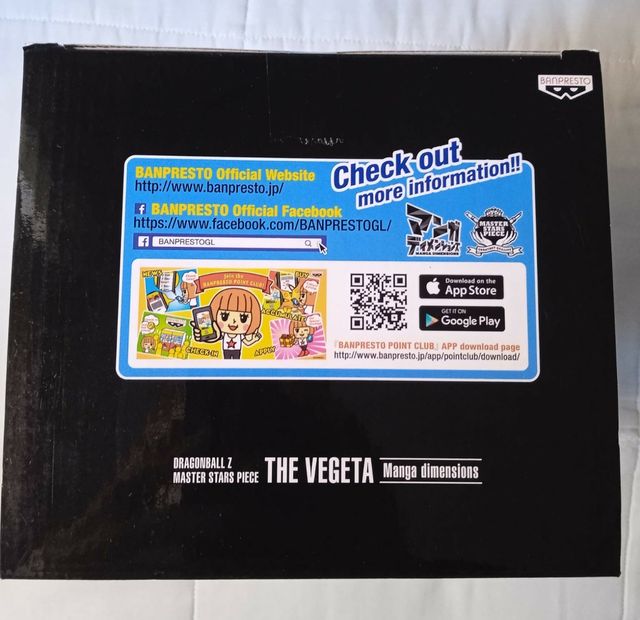 BANPRESTO
Check out
more information!!
BANPRESTO Official Website
http://www.banpresto.jp/
BANPRESTO Official Facebook
https://www.facebook.com/BANPRESTOGL/
BANPRESTOGL
マンガ
ディメンションズ
MANGA DIMENSIONS
MASTER
STARS
PIECE
NEWS
Join the
BANPRESTO POINT CLUB!
BUY
ACCUMULATE
CHECK-IN
APPLY
Download on the
App Store
GET IT ON
Google Play
『BANPRESTO POINT CLUB』 APP download page
http://www.banpresto.jp/app/pointclub/download/
DRAGONBALL Z
MASTER STARS PIECE
THE VEGETA
Manga dimensions